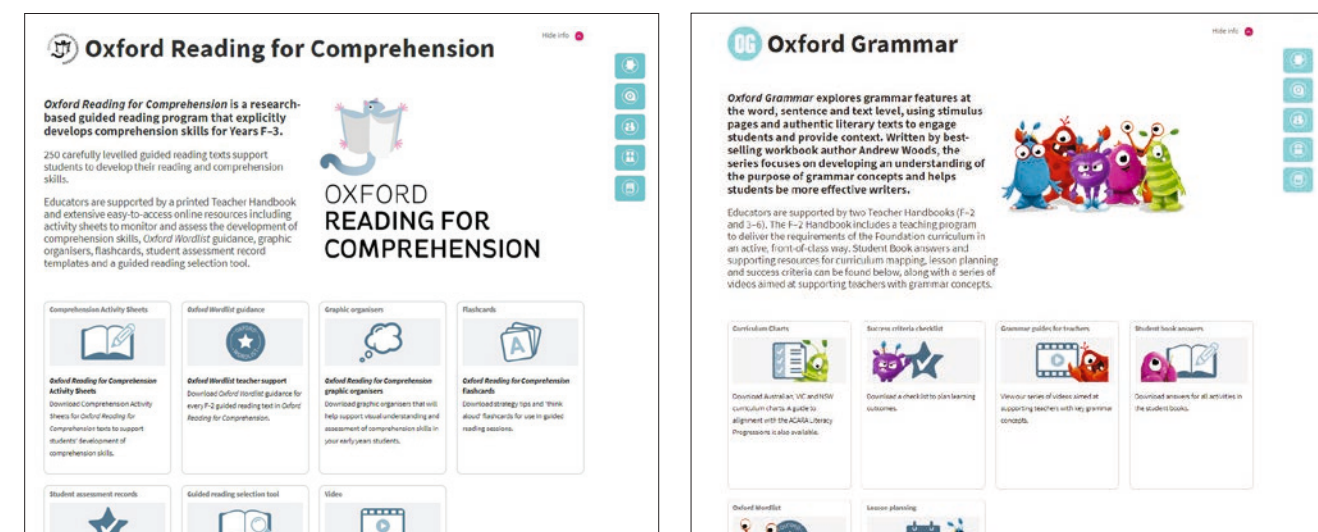 Oxford Reading for Comprehension
Hide info
Oxford Reading for Comprehension is a research-
based guided reading program that explicitly
develops comprehension skills for Years F–3.
250 carefully levelled guided reading texts support
students to develop their reading and comprehension
skills.
Educators are supported by a printed Teacher Handbook
and extensive easy-to-access online resources including
activity sheets to monitor and assess the development of
comprehension skills, Oxford Wordlist guidance, graphic
organisers, flashcards, student assessment record
templates and a guided reading selection tool.
OXFORD
READING FOR
COMPREHENSION
Comprehension Activity Sheets
Oxford Reading for Comprehension
Activity Sheets
Download Comprehension Activity
Sheets for Oxford Reading for
Comprehension texts to support
students' development of
comprehension skills.
Oxford Wordlist guidance
Oxford Wordlist teacher support
Download Oxford Wordlist guidance for
every F-2 guided reading text in Oxford
Reading for Comprehension.
Graphic organisers
Oxford Reading for Comprehension
graphic organisers
Download graphic organisers that will
help support visual understanding and
assessment of comprehension skills in
your early years students.
Flashcards
A
Oxford Reading for Comprehension
flashcards
Download strategy tips and 'think
aloud' flashcards for use in guided
reading sessions.
Student assessment records
Guided reading selection tool
Video
OG
Oxford Grammar
Hide info
Oxford Grammar explores grammar features at
the word, sentence and text level, using stimulus
pages and authentic literary texts to engage
students and provide context. Written by best-
selling workbook author Andrew Woods, the
series focuses on developing an understanding of
the purpose of grammar concepts and helps
students be more effective writers.
Educators are supported by two Teacher Handbooks (F–2
and 3–6). The F–2 Handbook includes a teaching program
to deliver the requirements of the Foundation curriculum in
an active, front-of-class way. Student Book answers and
supporting resources for curriculum mapping, lesson planning
and success criteria can be found below, along with a series of
videos aimed at supporting teachers with grammar concepts.
Curriculum Charts
Download Australian, VIC and NSW
curriculum charts. A guide to
alignment with the ACARA Literacy
Progressions is also available.
Success criteria checklist
Download a checklist to plan learning
outcomes.
Grammar guides for teachers
View our series of videos aimed at
supporting teachers with key grammar
concepts.
Student book answers
Download answers for all activities in
the student books.
Oxford Wordlist
Lesson planning